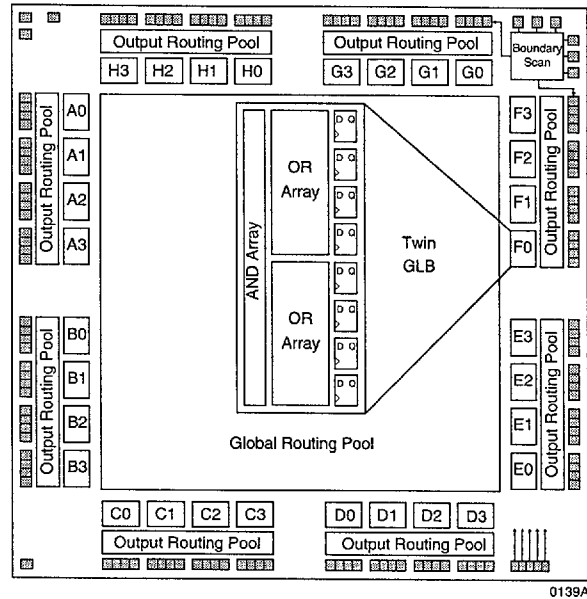 Output Routing Pool
H3 H2 H1 H0
Output Routing Pool
G3 G2 G1 G0
Boundary
Scan
Output Routing Pool
A0
A1
A2
A3
Output Routing Pool
B0
B1
B2
B3
AND Array
OR
Array
D Q
D Q
D Q
D Q
OR
Array
D Q
D Q
D Q
D Q
Twin
GLB
Global Routing Pool
F3
F2
F1
F0
Output Routing Pool
E3
E2
E1
E0
Output Routing Pool
C0 C1 C2 C3
Output Routing Pool
D0 D1 D2 D3
Output Routing Pool
0139A